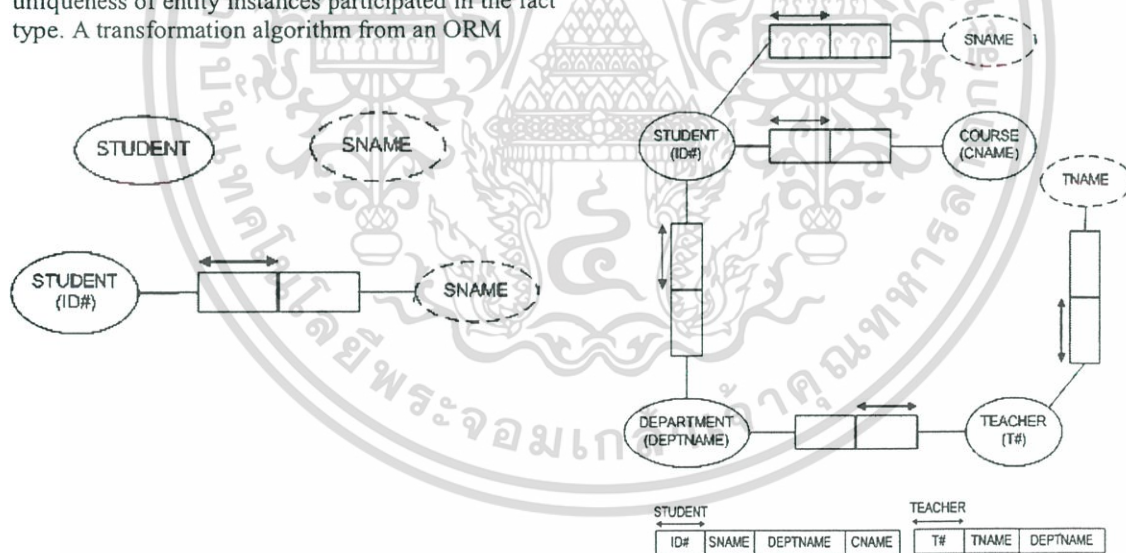 uniqueness of entity instances participated in the fact
type. A transformation algorithm from an ORM
STUDENT
SNAME
STUDENT
(ID#)
SNAME
SNAME
STUDENT
(ID#)
COURSE
(CNAME)
TNAME
DEPARTMENT
(DEPTNAME)
TEACHER
(T#)
STUDENT
ID# SNAME DEPTNAME CNAME
TEACHER
T# TNAME DEPTNAME